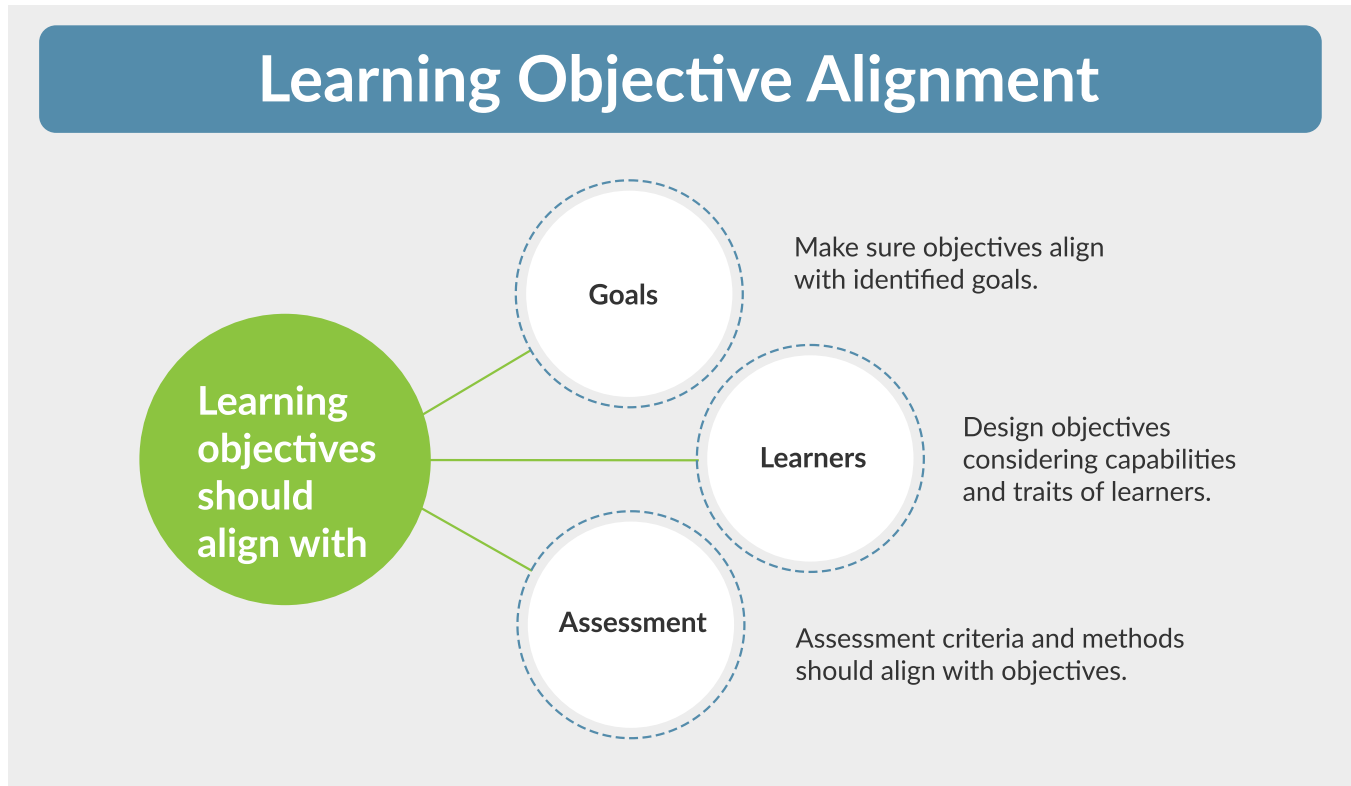 Learning Objective Alignment
Learning
objectives
should
align with
Goals
Make sure objectives align
with identified goals.
Learners
Design objectives
considering capabilities
and traits of learners.
Assessment
Assessment criteria and methods
should align with objectives.